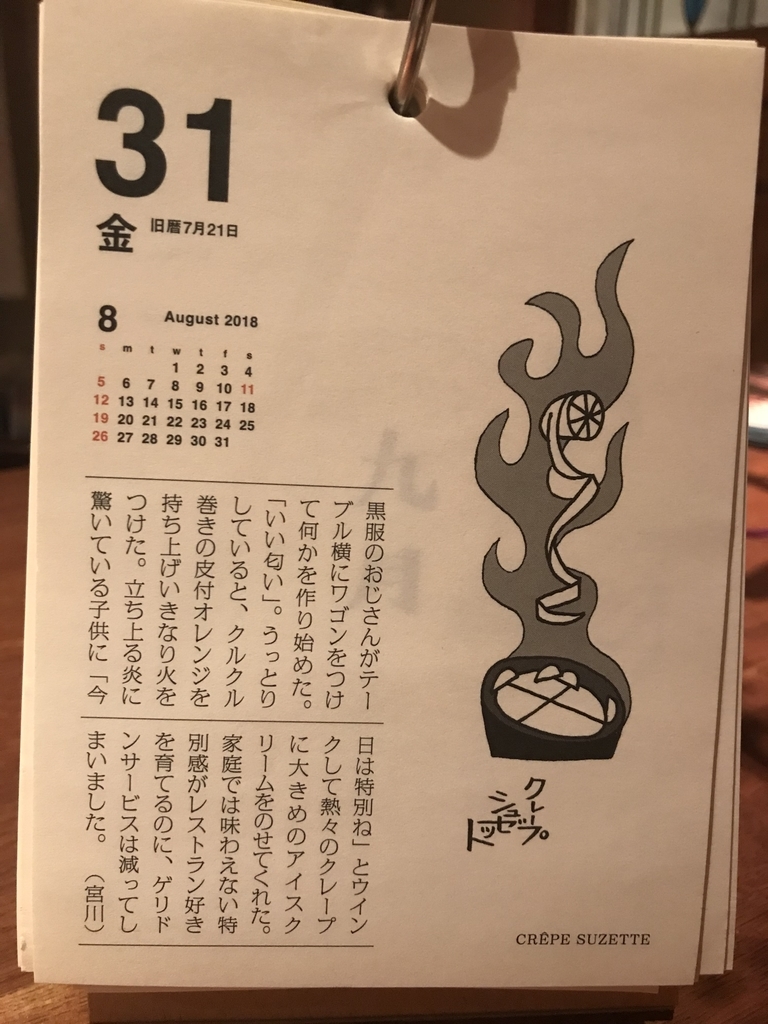 31
金 旧暦7月21日
8 August 2018
s m t w t f s
1 2 3 4
5 6 7 8 9 10 11
12 13 14 15 16 17 18
19 20 21 22 23 24 25
26 27 28 29 30 31
黒服のおじさんがテー
ブル横にワゴンをつけ
て何かを作り始めた。
「いい匂い」。うっとり
していると、クルクル
巻きの皮付オレンジを
持ち上げいきなり火を
つけた。立ち上る炎に
驚いている子供に「今
日は特別ね」とウイン
クして熱々のクレープ
に大きめのアイスク
リームをのせてくれた。
家庭では味わえない特
別感がレストラン好き
を育てるのに、ゲリド
ンサービスは減ってし
まいました。 (宮川)
クレープ
シュゼット
CRÊPE SUZETTE
九月